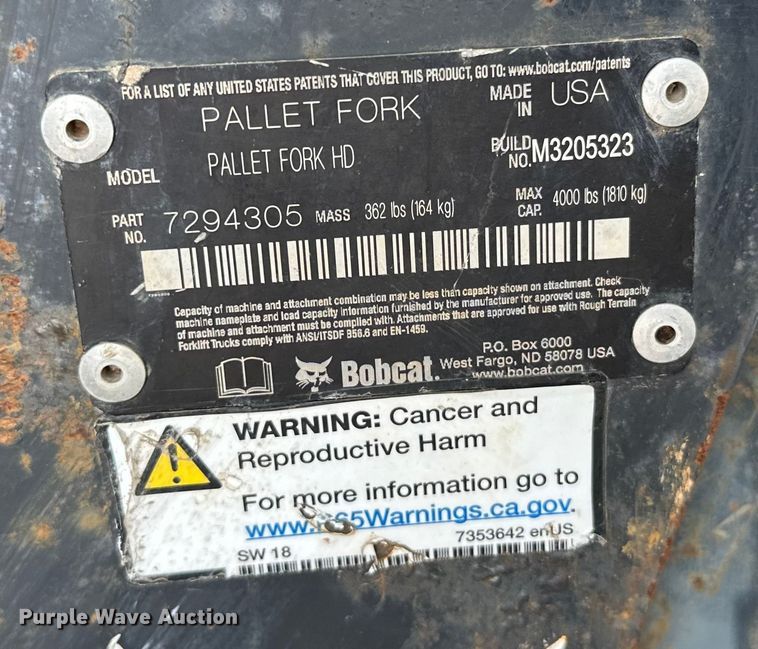 FOR A LIST OF ANY UNITED STATES PATENTS THAT COVER THIS PRODUCT, GO TO: www.bobcat.com/patents
PALLET FORK MADE IN USA
MODEL PALLET FORK HD BUILD NO. M3205323
PART NO. 7294305 MASS 362 lbs (164 kg) MAX CAP. 4000 lbs (1810 kg)
Capacity of machine and attachment combination may be less than capacity shown on attachment. Check
machine nameplate and load capacity information furnished by the manufacturer for approved use. The capacity
of machine and attachment must be complied with. Attachments that are approved for use with Rough Terrain
Forklift Trucks comply with ANSI/ITSDF B56.6 and EN-1459.
Bobcat.
P.O. Box 6000
West Fargo, ND 58078 USA
www.bobcat.com
WARNING: Cancer and
Reproductive Harm
For more information go to
65Warnings.ca.gov.
SW 18 7353642 enUS
Purple Wave Auction